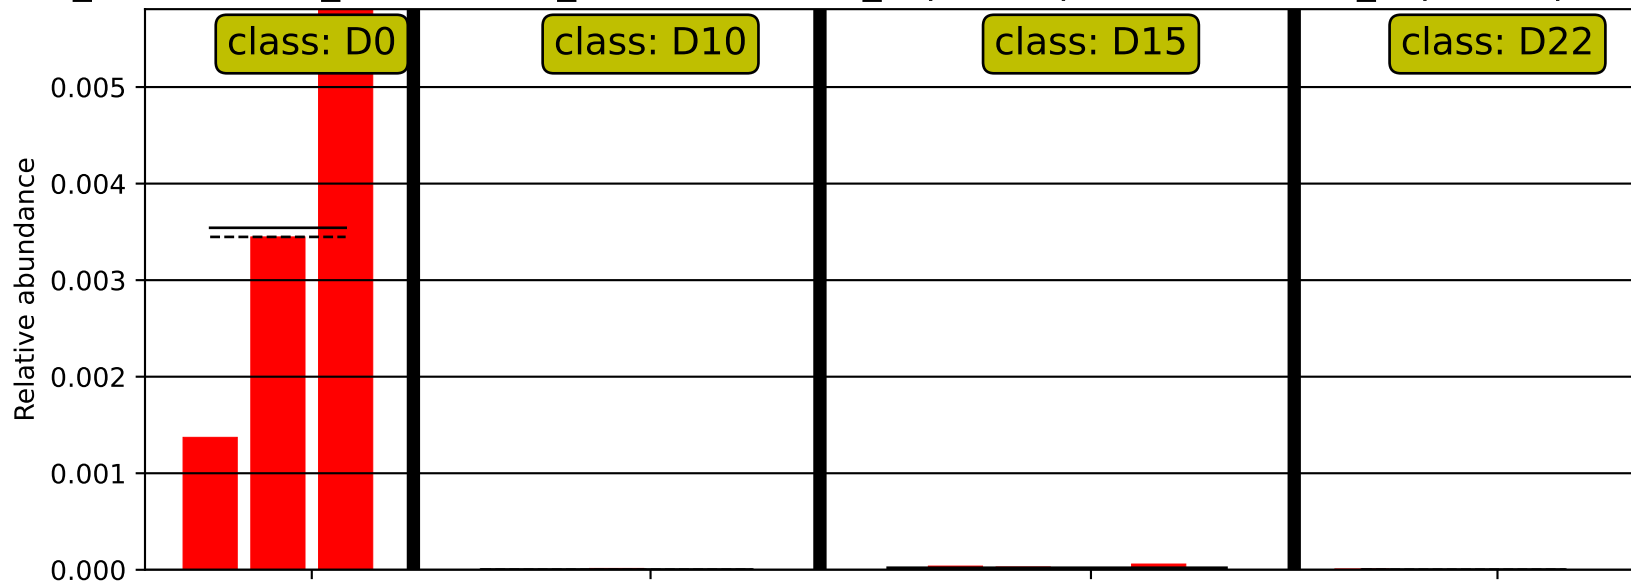 class: D0
class: D10
class: D15
class: D22
0.005
0.004
0.003
0.002
0.001
0.000
Relative abundance